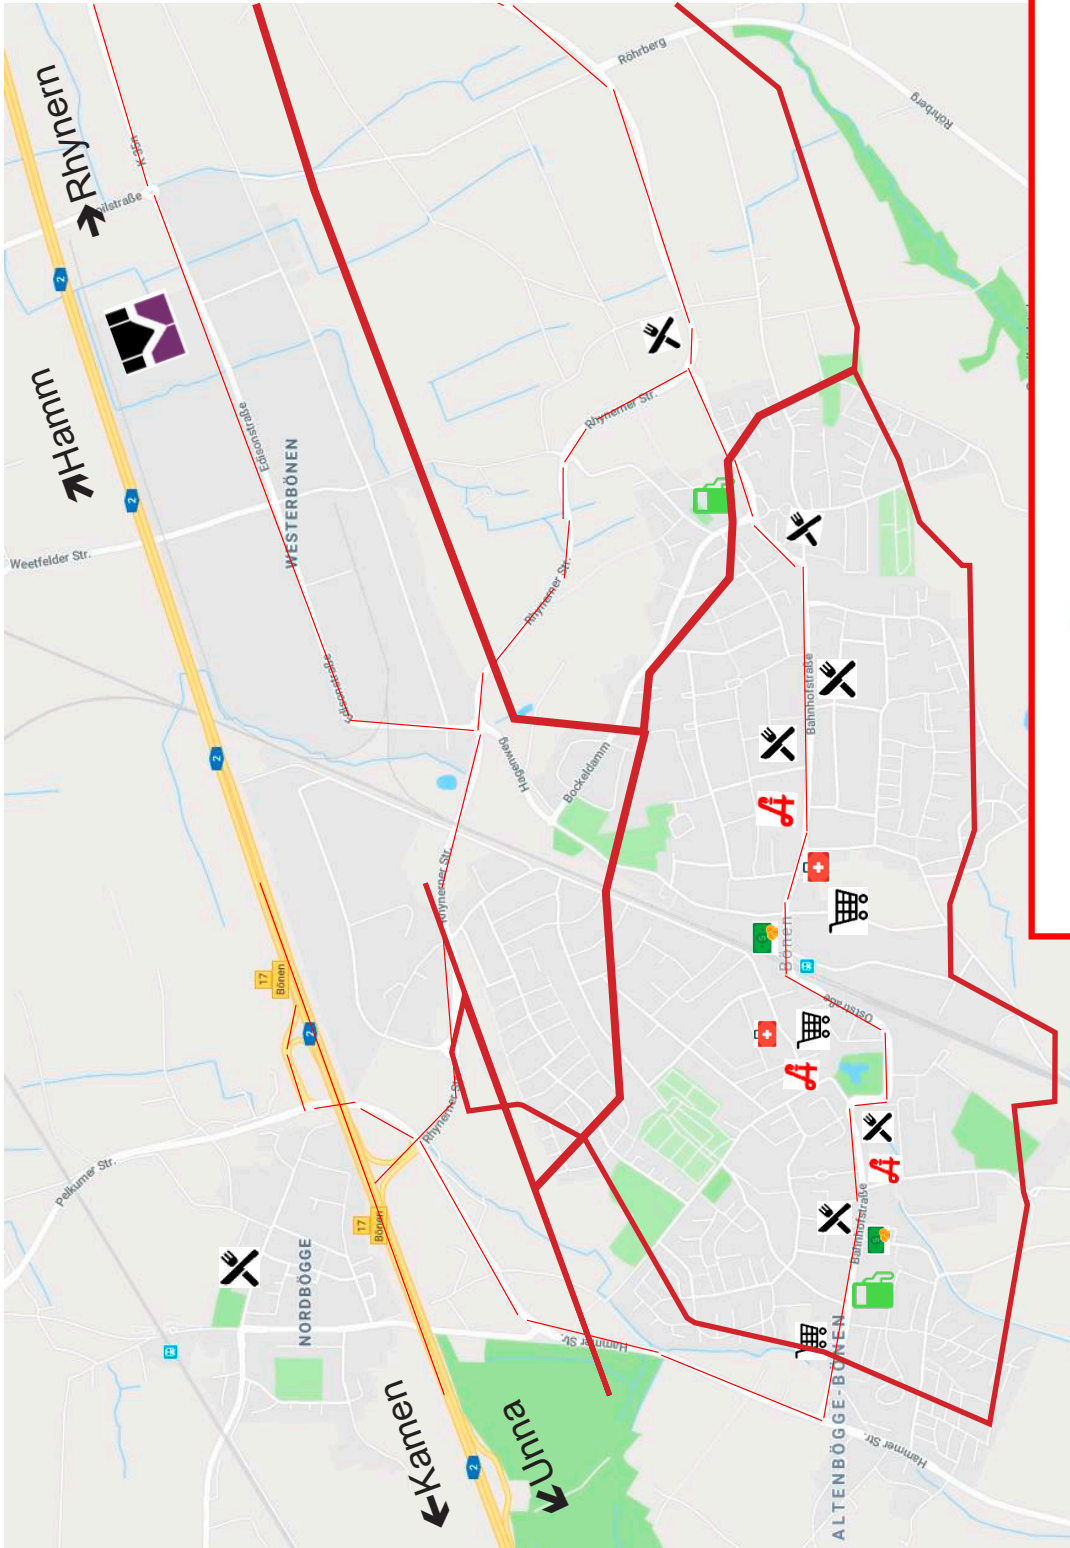 Röhrberg
Röhrberg
K 35n
Rhynern
2
Hamm
2
Weetfelder Str.
Edisonstraße
WESTERBÖNEN
Rhynerner Str.
Rhynerner Str.
Edisonstraße
Hagenweg
Bockeldamm
2
Bahnhofstraße
Rhynerner Str.
Bönen
17
Bönen
2
Oststraße
Rhynerner Str.
Pelkumer Str.
17
Bönen
NORDBÖGGE
Bahnhofstraße
Hammer Str.
ALTENBÖGGE-BÖNEN
Hammer Str.
Kamen
Unna
2